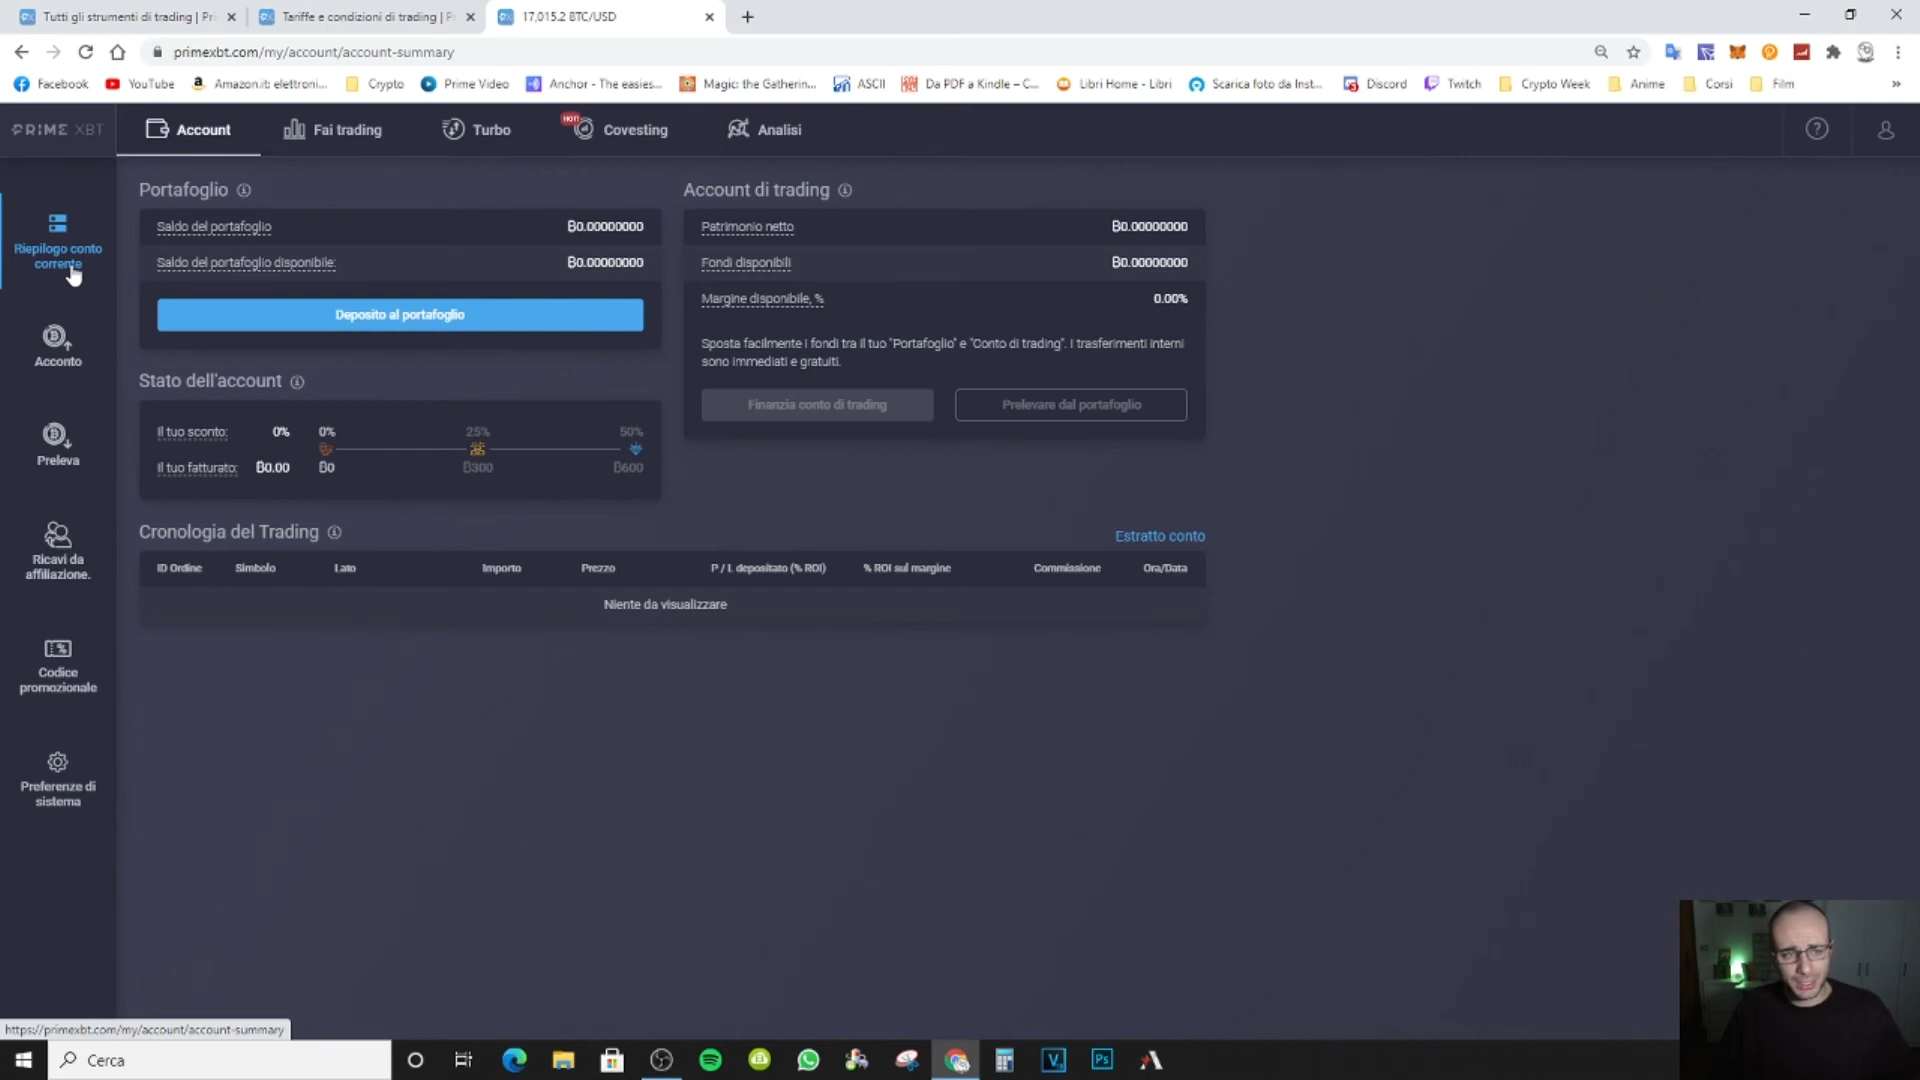 Tutti gli strumenti di trading | Pri
Tariffe e condizioni di trading | P
17,015.2 BTC/USD
primexbt.com/my/account/account-summary
Facebook
YouTube
Amazon.it: elettroni...
Crypto
Prime Video
Anchor - The easies...
Magic: the Gatherin...
ASCII
Da PDF a Kindle – C...
Libri Home - Libri
Scarica foto da Inst...
Discord
Twitch
Crypto Week
Anime
Corsi
Film
PRIME XBT
Account
Fai trading
Turbo
HOT!
Covesting
Analisi
Riepilogo conto
corrente
Acconto
Preleva
Ricavi da
affiliazione.
Codice
promozionale
Preferenze di
sistema
Portafoglio
Saldo del portafoglio
₿0.00000000
Saldo del portafoglio disponibile:
₿0.00000000
Deposito al portafoglio
Account di trading
Patrimonio netto
₿0.00000000
Fondi disponibili
₿0.00000000
Margine disponibile, %
0.00%
Sposta facilmente i fondi tra il tuo "Portafoglio" e "Conto di trading". I trasferimenti interni
sono immediati e gratuiti.
Finanzia conto di trading
Prelevare dal portafoglio
Stato dell'account
Il tuo sconto: 0% 0% 25% 50%
Il tuo fatturato: ₿0.00 ₿0 ₿300 ₿600
Cronologia del Trading
Estratto conto
ID Ordine Simbolo Lato Importo Prezzo P / L depositato (% ROI) % ROI sul margine Commissione Ora/Data
Niente da visualizzare
https://primexbt.com/my/account/account-summary
Cerca